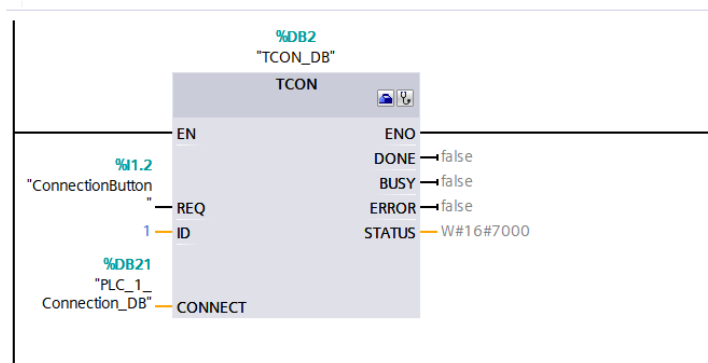 %DB2
"TCON_DB"
TCON
EN
ENO
DONE
false
%I1.2
"ConnectionButton
"
BUSY
false
REQ
ERROR
false
1
ID
STATUS
W#16#7000
%DB21
"PLC_1_
Connection_DB"
CONNECT